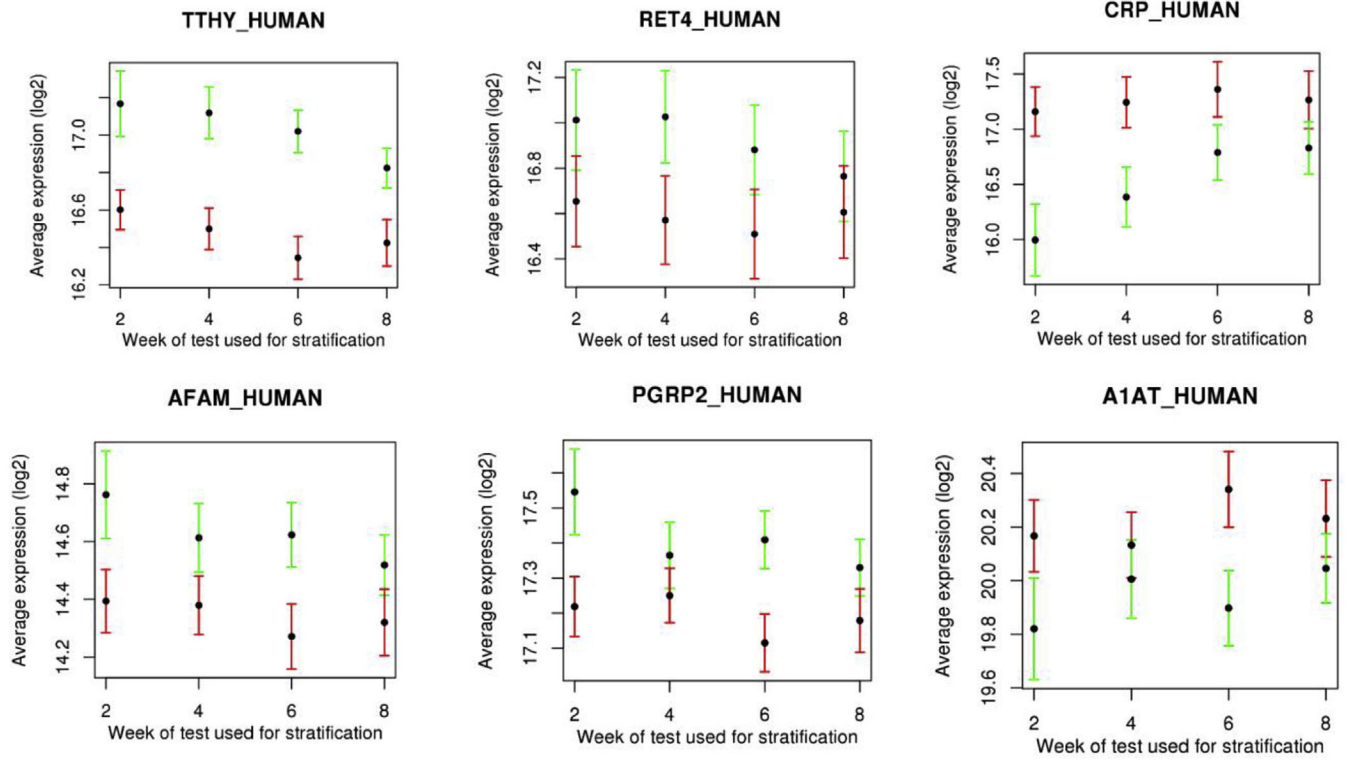 TTHY_HUMAN
Average expression (log2)
17.0
16.6
16.2
2 4 6 8
Week of test used for stratification
RET4_HUMAN
Average expression (log2)
17.2
16.8
16.4
2 4 6 8
Week of test used for stratification
CRP_HUMAN
Average expression (log2)
17.5
17.0
16.5
16.0
2 4 6 8
Week of test used for stratification
AFAM_HUMAN
Average expression (log2)
14.8
14.6
14.4
14.2
2 4 6 8
Week of test used for stratification
PGRP2_HUMAN
Average expression (log2)
17.5
17.3
17.1
2 4 6 8
Week of test used for stratification
A1AT_HUMAN
Average expression (log2)
20.4
20.2
20.0
19.8
19.6
2 4 6 8
Week of test used for stratification